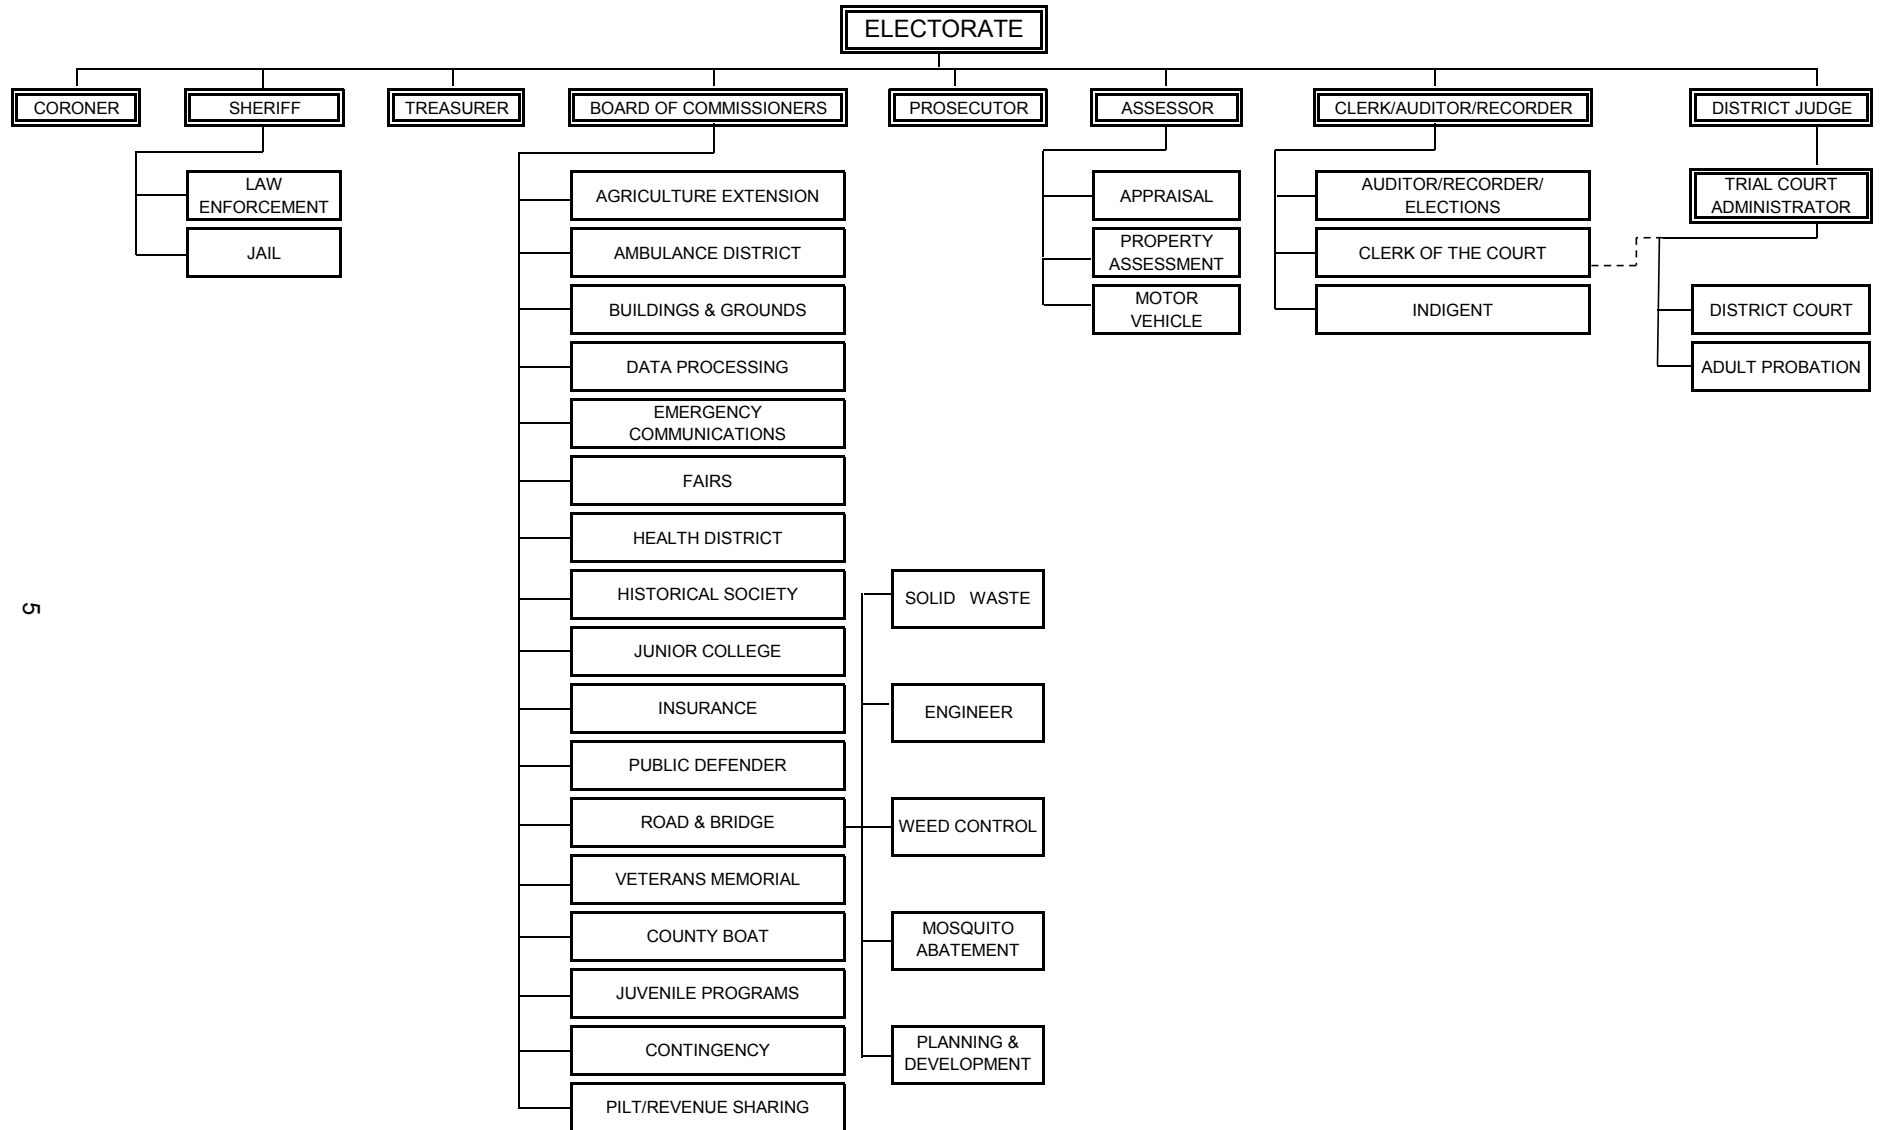 ELECTORATE
CORONER
SHERIFF
TREASURER
BOARD OF COMMISSIONERS
PROSECUTOR
ASSESSOR
CLERK/AUDITOR/RECORDER
DISTRICT JUDGE
LAW
ENFORCEMENT
JAIL
AGRICULTURE EXTENSION
AMBULANCE DISTRICT
BUILDINGS & GROUNDS
DATA PROCESSING
EMERGENCY
COMMUNICATIONS
FAIRS
HEALTH DISTRICT
HISTORICAL SOCIETY
JUNIOR COLLEGE
INSURANCE
PUBLIC DEFENDER
ROAD & BRIDGE
VETERANS MEMORIAL
COUNTY BOAT
JUVENILE PROGRAMS
CONTINGENCY
PILT/REVENUE SHARING
SOLID WASTE
ENGINEER
WEED CONTROL
MOSQUITO
ABATEMENT
PLANNING &
DEVELOPMENT
APPRAISAL
PROPERTY
ASSESSMENT
MOTOR
VEHICLE
AUDITOR/RECORDER/
ELECTIONS
CLERK OF THE COURT
INDIGENT
TRIAL COURT
ADMINISTRATOR
DISTRICT COURT
ADULT PROBATION
5